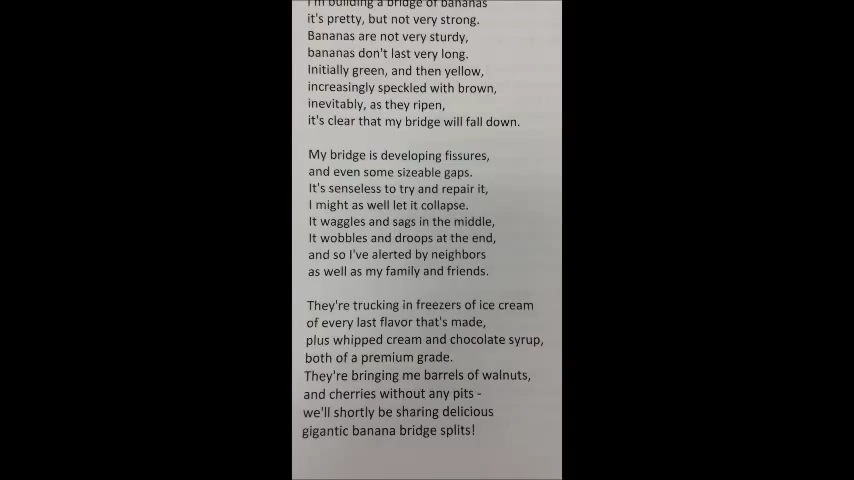 I'm building a bridge of bananas
it's pretty, but not very strong.
Bananas are not very sturdy,
bananas don't last very long.
Initially green, and then yellow,
increasingly speckled with brown,
inevitably, as they ripen,
it's clear that my bridge will fall down.
My bridge is developing fissures,
and even some sizeable gaps.
It's senseless to try and repair it,
I might as well let it collapse.
It waggles and sags in the middle,
It wobbles and droops at the end,
and so I've alerted by neighbors
as well as my family and friends.
They're trucking in freezers of ice cream
of every last flavor that's made,
plus whipped cream and chocolate syrup,
both of a premium grade.
They're bringing me barrels of walnuts,
and cherries without any pits -
we'll shortly be sharing delicious
gigantic banana bridge splits!